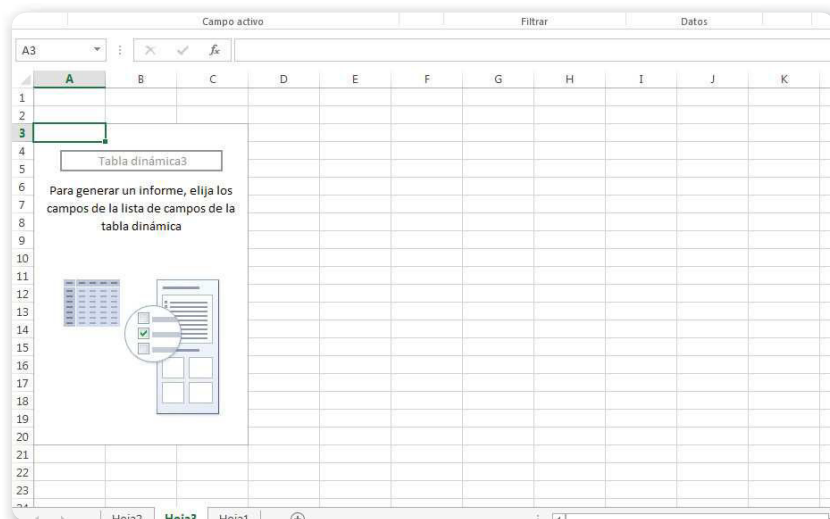 Campo activo Filtrar Datos
A3 fx
A B C D E F G H I J K
1
2
3
4
Tabla dinámica3
5
6 Para generar un informe, elija los
7 campos de la lista de campos de la
8 tabla dinámica
9
10
11
12
13
14
15
16
17
18
19
20
21
22
23
24
Hoja2 Hoja3 Hoja1